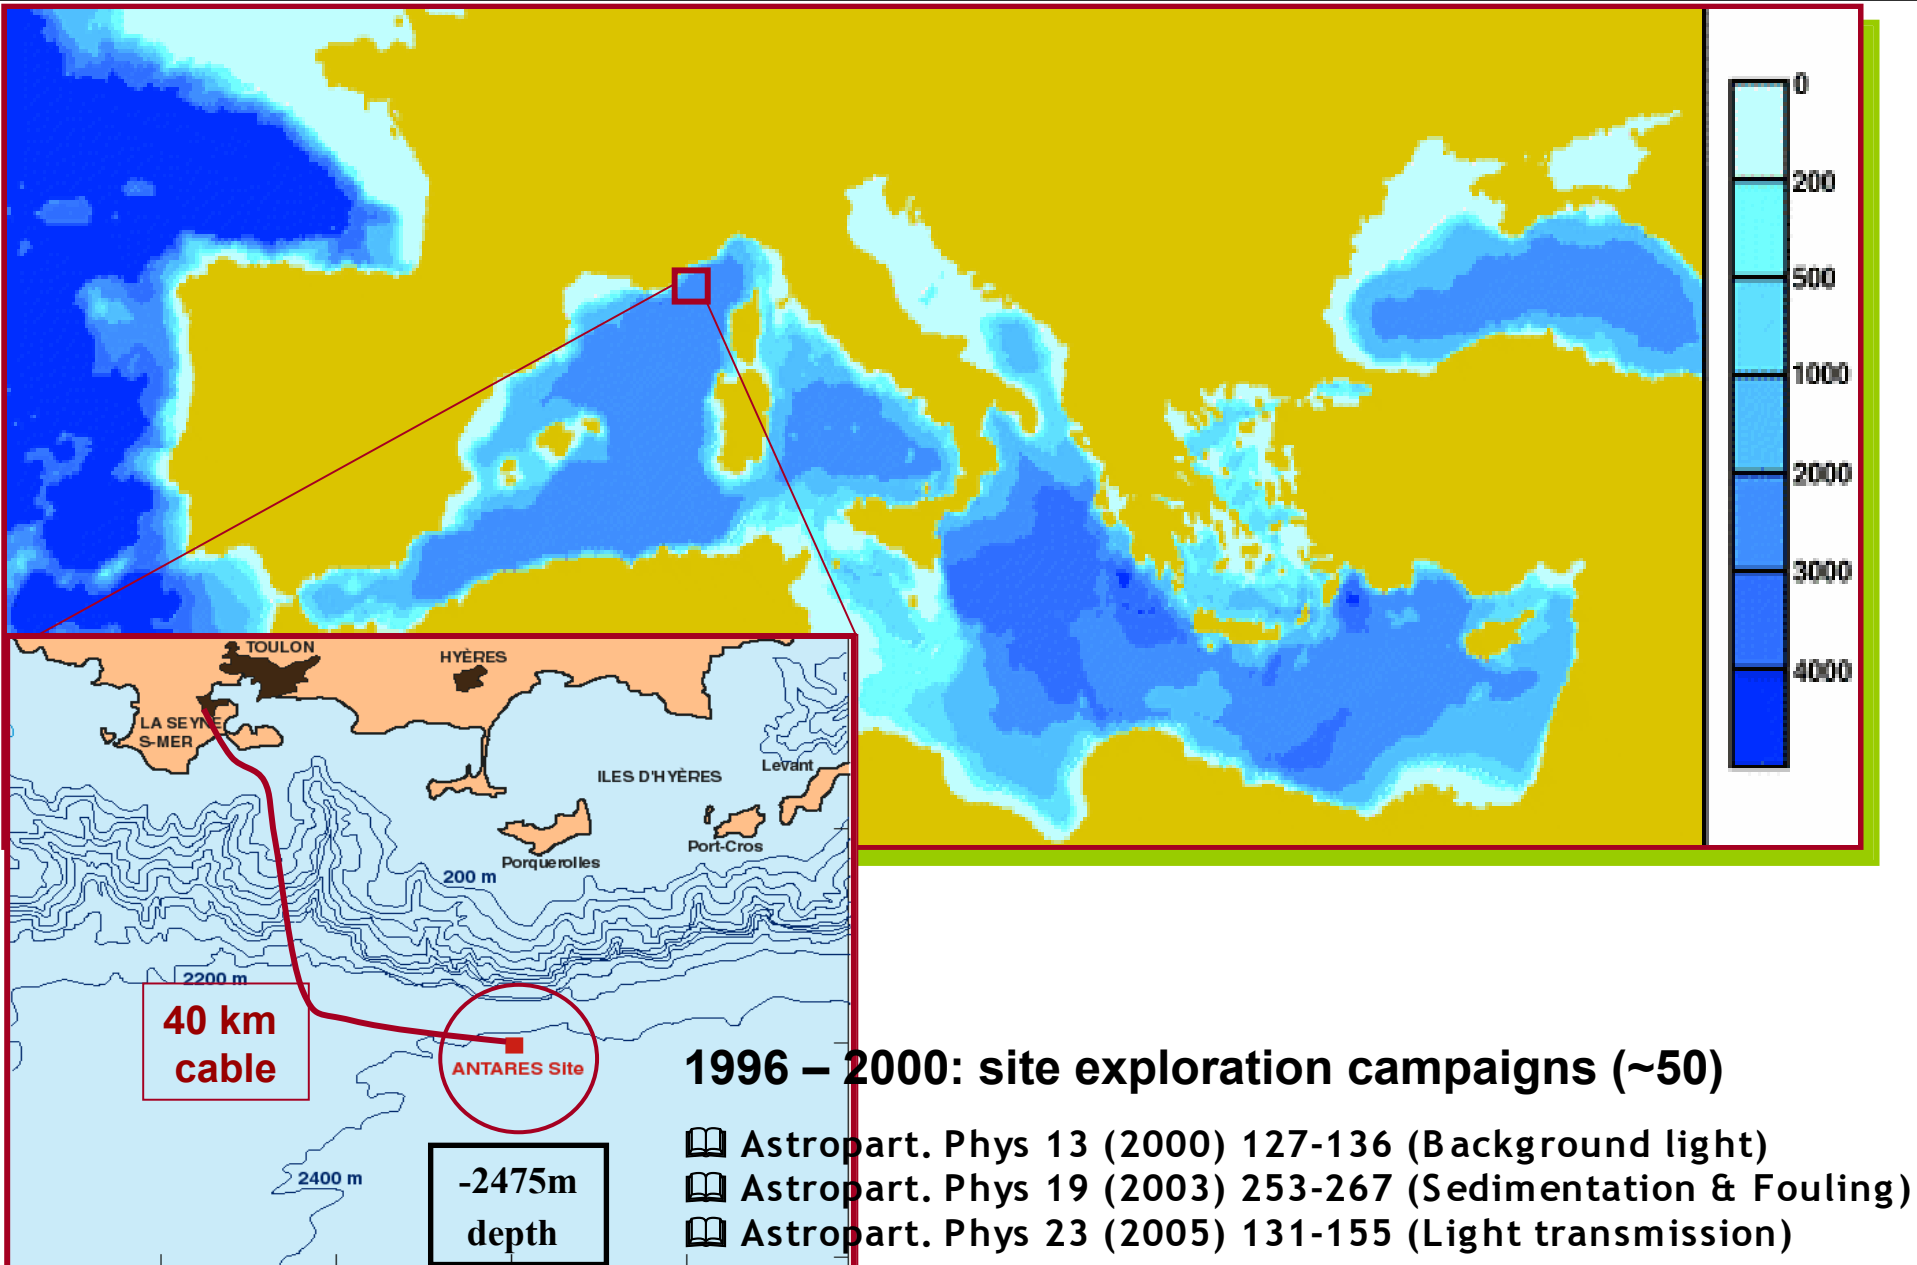 0
200
500
1000
2000
3000
4000
TOULON
HYÈRES
LA SEYNE
S-MER
ILES D'HYÈRES
Levant
Port-Cros
Porquerolles
200 m
2200 m
40 km
cable
ANTARES Site
2400 m
-2475m
depth
1996 – 2000: site exploration campaigns (~50)
Astropart. Phys 13 (2000) 127-136 (Background light)
Astropart. Phys 19 (2003) 253-267 (Sedimentation & Fouling)
Astropart. Phys 23 (2005) 131-155 (Light transmission)